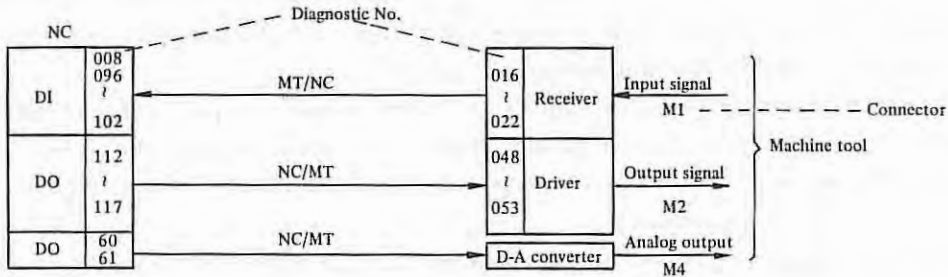 Diagnostic No.
NC
DI
008
096
≀
102
MT/NC
016
≀
022
Receiver
Input signal
M1
Connector
Machine tool
DO
112
≀
117
NC/MT
048
≀
053
Driver
Output signal
M2
DO
60
61
NC/MT
D-A converter
Analog output
M4